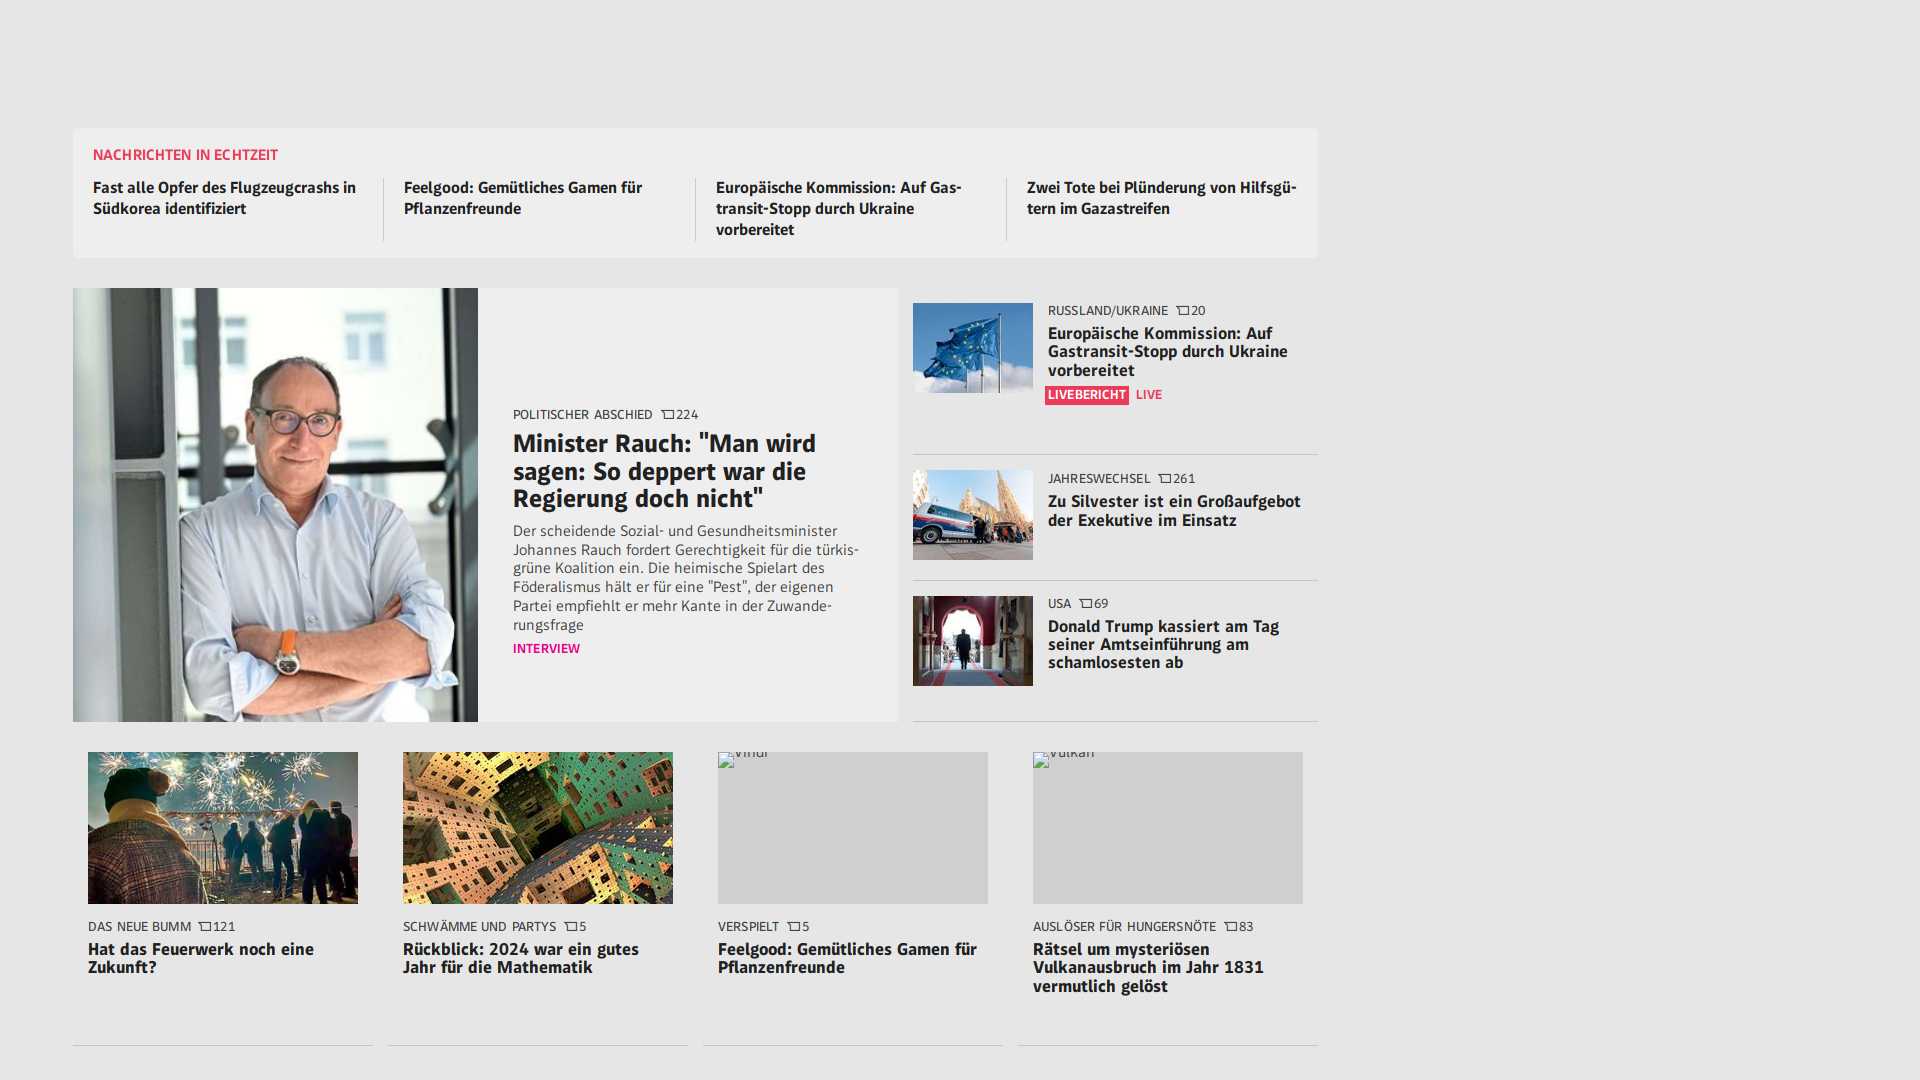 NACHRICHTEN IN ECHTZEIT
Fast alle Opfer des Flugzeugcrashs in
Südkorea identifiziert
Feelgood: Gemütliches Gamen für
Pflanzenfreunde
Europäische Kommission: Auf Gas-
transit-Stopp durch Ukraine
vorbereitet
Zwei Tote bei Plünderung von Hilfsgü-
tern im Gazastreifen
POLITISCHER ABSCHIED 224
Minister Rauch: "Man wird
sagen: So deppert war die
Regierung doch nicht"
Der scheidende Sozial- und Gesundheitsminister
Johannes Rauch fordert Gerechtigkeit für die türkis-
grüne Koalition ein. Die heimische Spielart des
Föderalismus hält er für eine "Pest", der eigenen
Partei empfiehlt er mehr Kante in der Zuwande-
rungsfrage
INTERVIEW
RUSSLAND/UKRAINE 20
Europäische Kommission: Auf
Gastransit-Stopp durch Ukraine
vorbereitet
LIVEBERICHT LIVE
JAHRESWECHSEL 261
Zu Silvester ist ein Großaufgebot
der Exekutive im Einsatz
USA 69
Donald Trump kassiert am Tag
seiner Amtseinführung am
schamlosesten ab
DAS NEUE BUMM 121
Hat das Feuerwerk noch eine
Zukunft?
SCHWÄMME UND PARTYS 5
Rückblick: 2024 war ein gutes
Jahr für die Mathematik
VERSPIELT 5
Feelgood: Gemütliches Gamen für
Pflanzenfreunde
Vulkan
AUSLÖSER FÜR HUNGERSNÖTE 83
Rätsel um mysteriösen
Vulkanausbruch im Jahr 1831
vermutlich gelöst